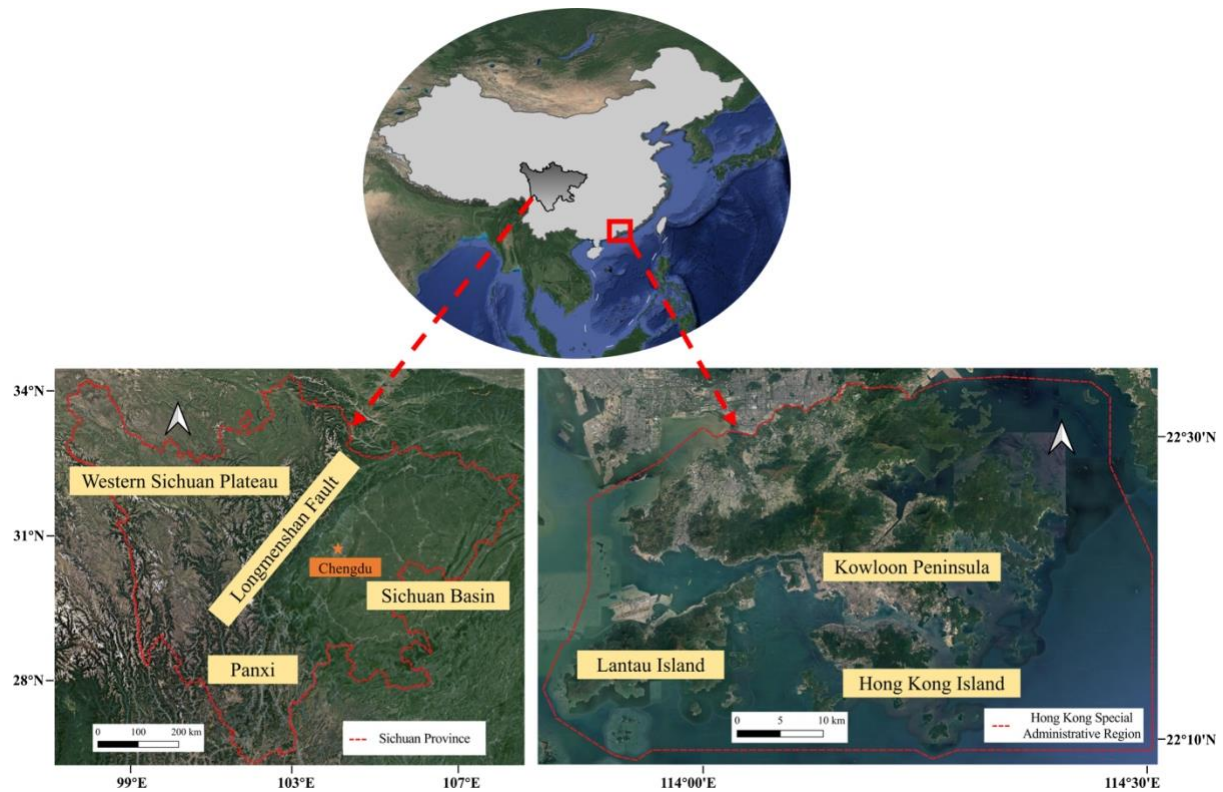 34°N
31°N
28°N
Western Sichuan Plateau
Longmenshan Fault
Chengdu
Sichuan Basin
Panxi
0 100 200 km
Sichuan Province
99°E
103°E
107°E
22°30'N
22°10'N
Kowloon Peninsula
Lantau Island
Hong Kong Island
0 5 10 km
Hong Kong Special
Administrative Region
114°00'E
114°30'E